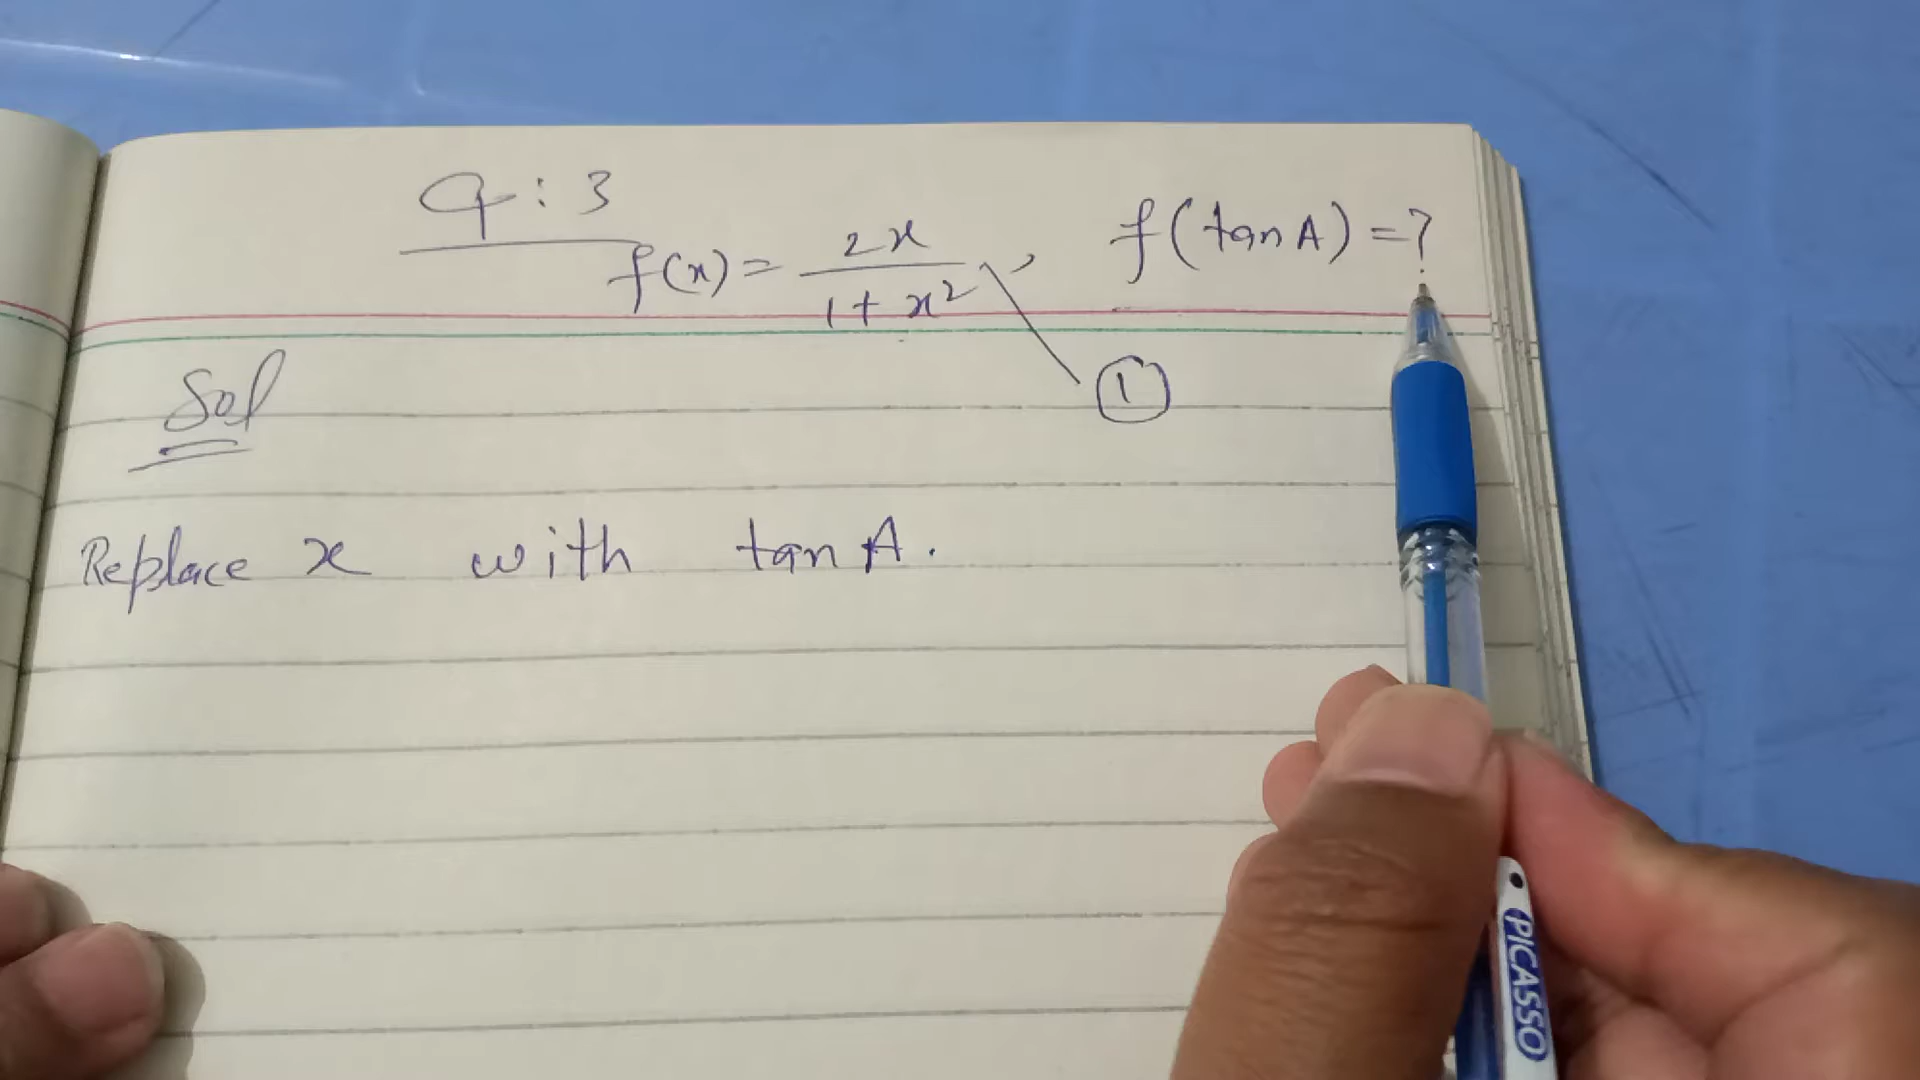 Q: 3
f(x) = 2x / 1 + x² , f(tan A) = ?
1
Sol
Replace x with tan A.
PICASSO